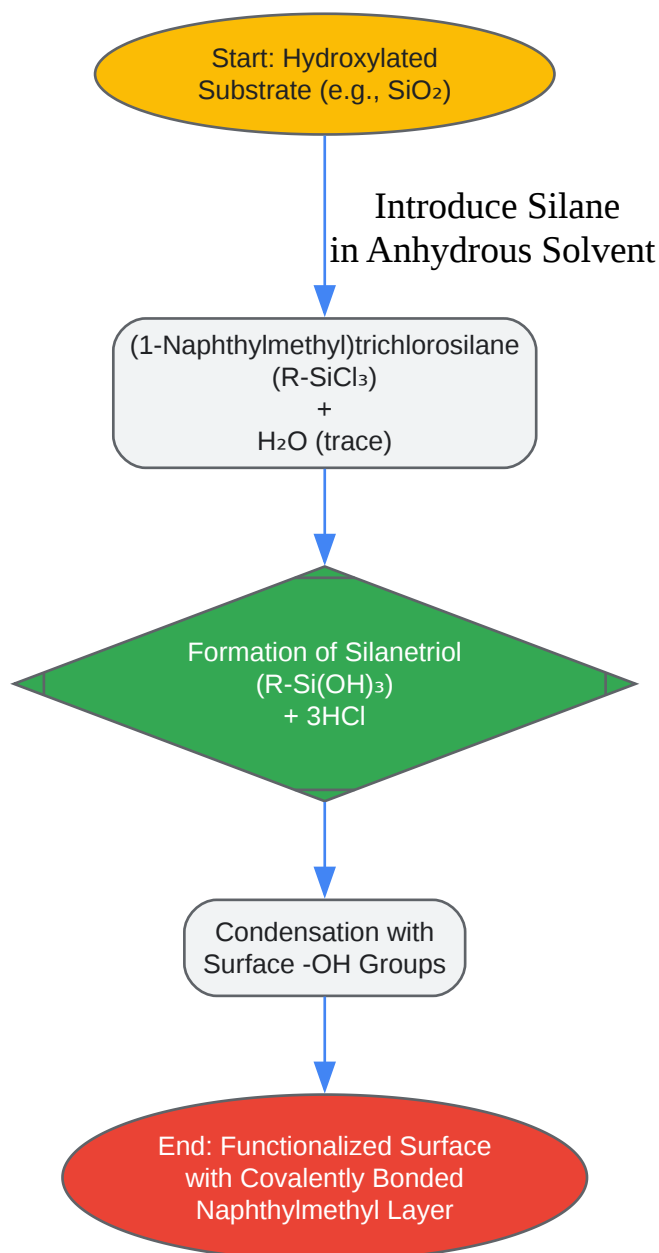 Start: Hydroxylated
Substrate (e.g., SiO₂)
Introduce Silane
in Anhydrous Solvent
(1-Naphthylmethyl)trichlorosilane
(R-SiCl₃)
+
H₂O (trace)
Formation of Silanetriol
(R-Si(OH)₃)
+ 3HCl
Condensation with
Surface -OH Groups
End: Functionalized Surface
with Covalently Bonded
Naphthylmethyl Layer